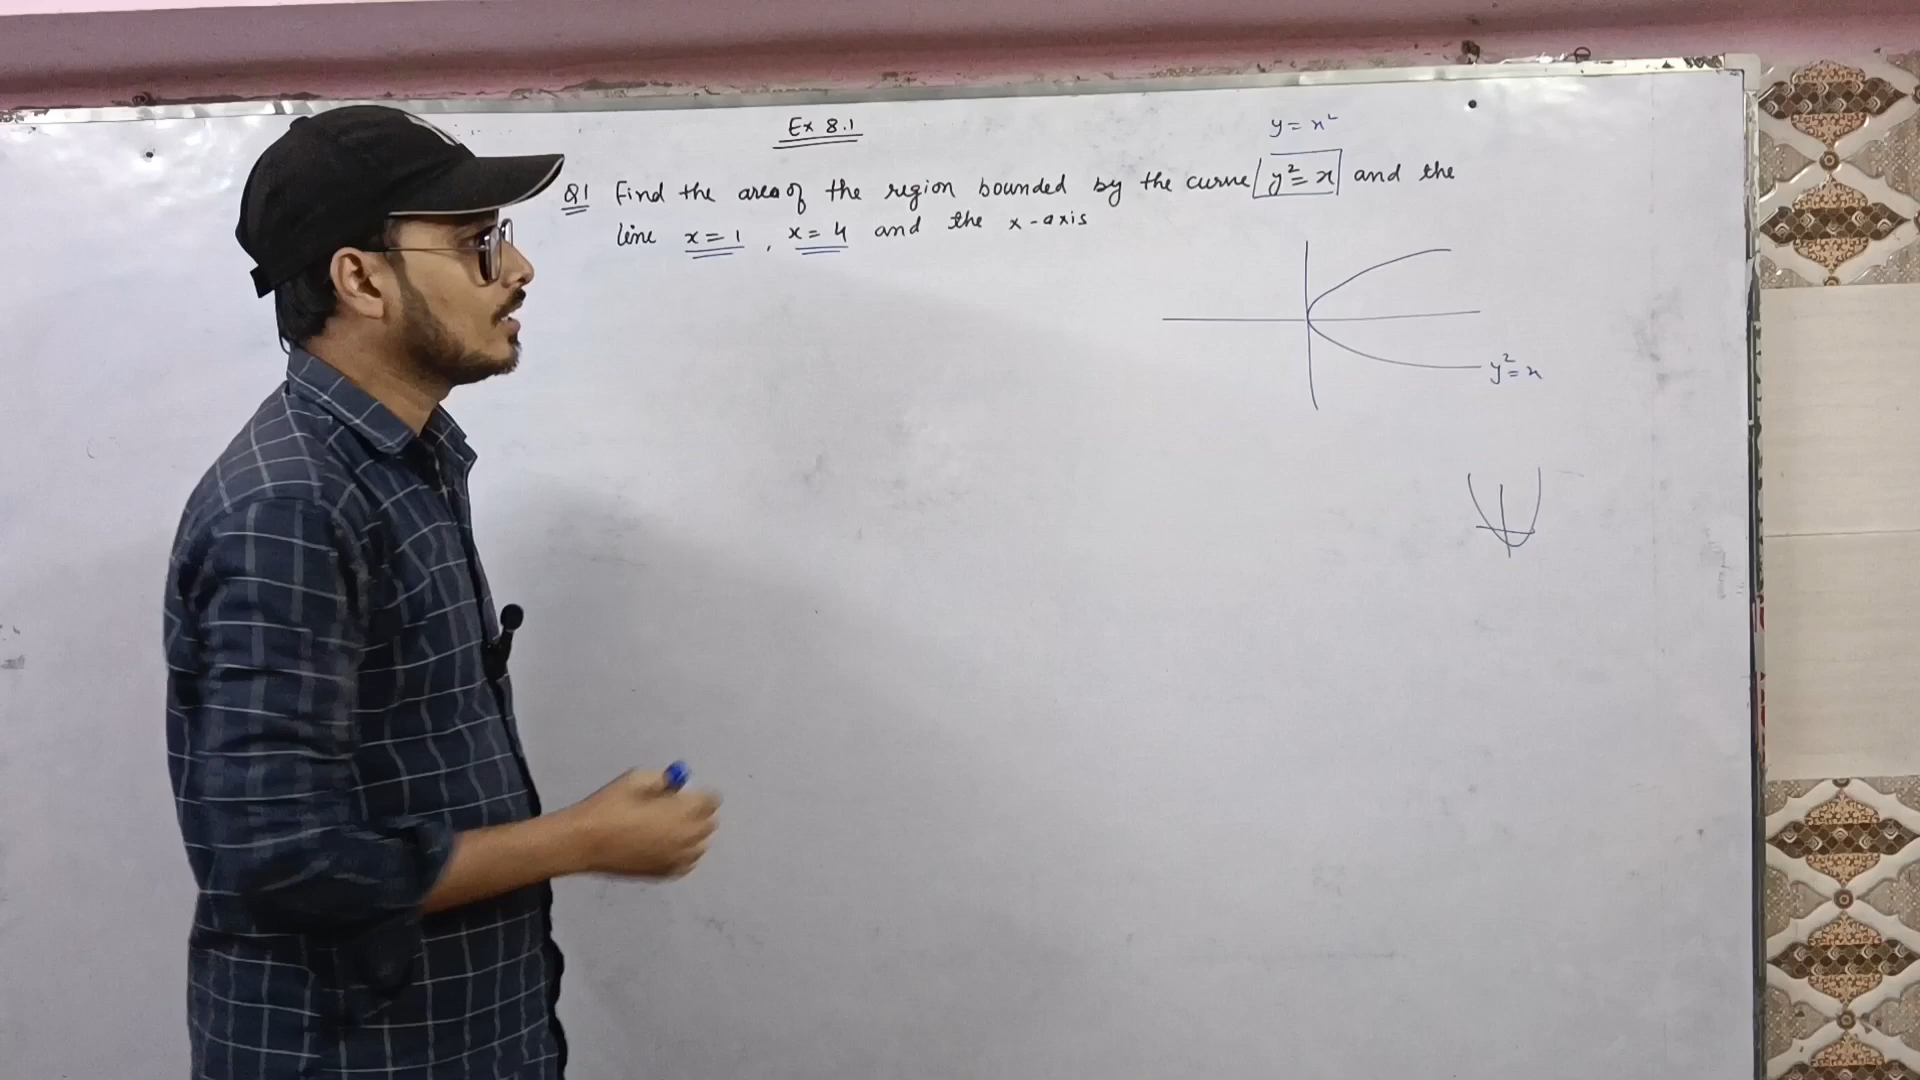 Ex 8.1
y = x²
Q1 Find the area of the region bounded by the curve y² = x and the
line x = 1 , x = 4 and the x-axis
y² = x